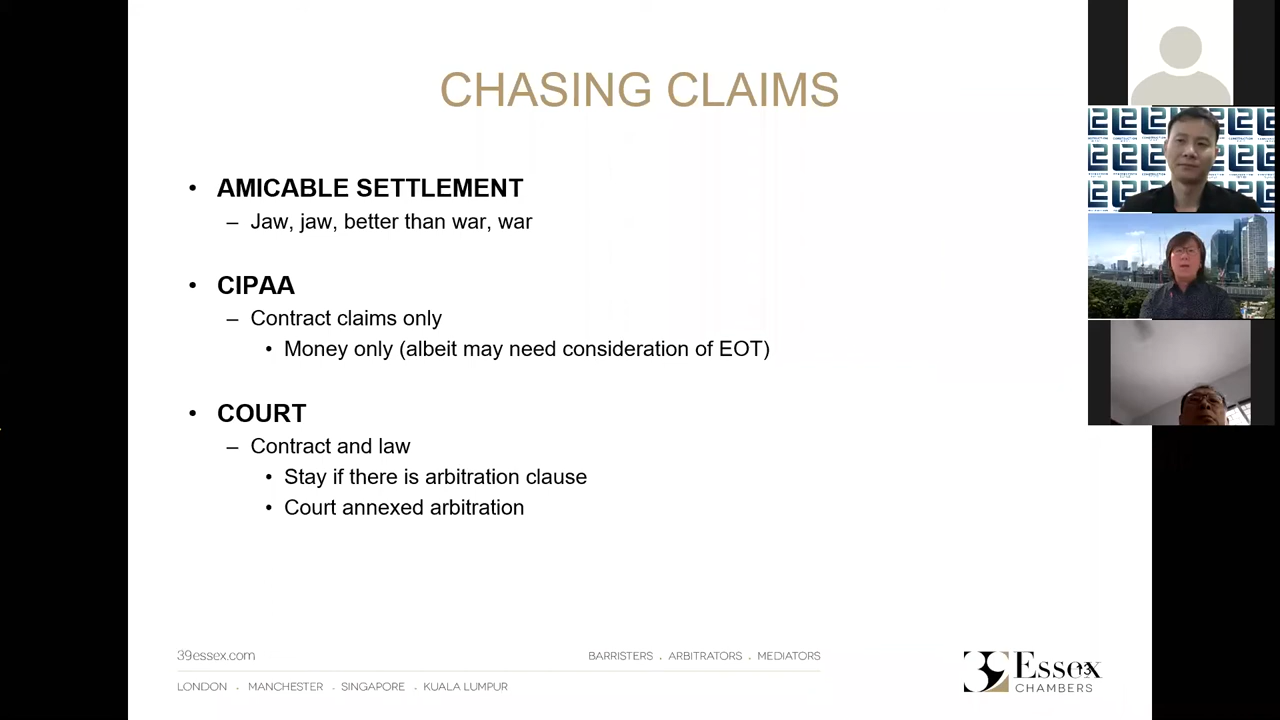 CHASING CLAIMS
• AMICABLE SETTLEMENT
– Jaw, jaw, better than war, war
• CIPAA
– Contract claims only
• Money only (albeit may need consideration of EOT)
• COURT
– Contract and law
• Stay if there is arbitration clause
• Court annexed arbitration
39essex.com
BARRISTERS . ARBITRATORS . MEDIATORS
LONDON . MANCHESTER . SINGAPORE . KUALA LUMPUR
39 Essex
CHAMBERS
13